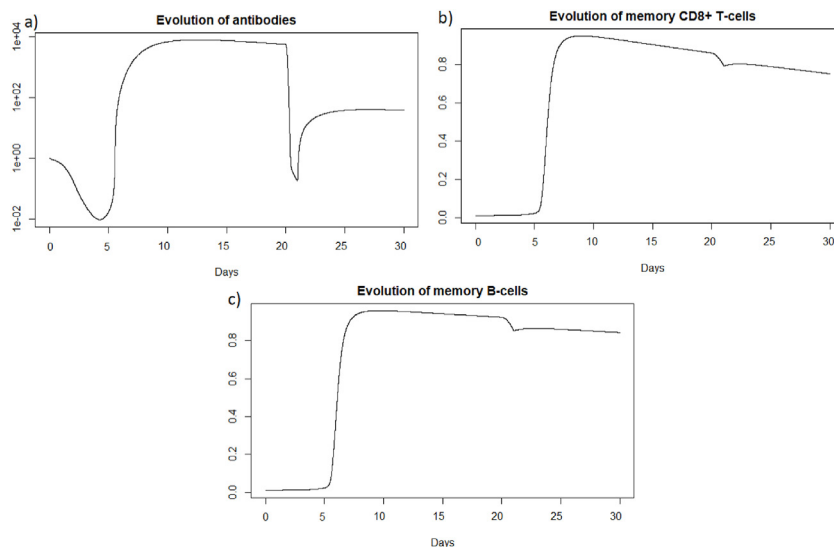 a)
Evolution of antibodies
1e+04
1e+02
1e+00
1e-02
0 5 10 15 20 25 30
Days
b)
Evolution of memory CD8+ T-cells
0.8
0.6
0.4
0.2
0.0
0 5 10 15 20 25 30
Days
c)
Evolution of memory B-cells
0.8
0.6
0.4
0.2
0.0
0 5 10 15 20 25 30
Days